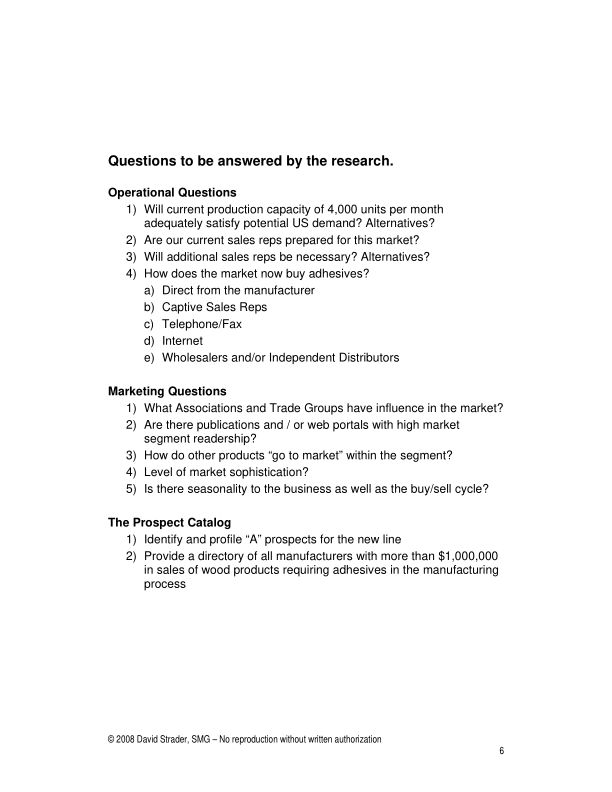 Questions to be answered by the research.
Operational Questions
1) Will current production capacity of 4,000 units per month
adequately satisfy potential US demand? Alternatives?
2) Are our current sales reps prepared for this market?
3) Will additional sales reps be necessary? Alternatives?
4) How does the market now buy adhesives?
a) Direct from the manufacturer
b) Captive Sales Reps
c) Telephone/Fax
d) Internet
e) Wholesalers and/or Independent Distributors
Marketing Questions
1) What Associations and Trade Groups have influence in the market?
2) Are there publications and / or web portals with high market
segment readership?
3) How do other products “go to market” within the segment?
4) Level of market sophistication?
5) Is there seasonality to the business as well as the buy/sell cycle?
The Prospect Catalog
1) Identify and profile “A” prospects for the new line
2) Provide a directory of all manufacturers with more than $1,000,000
in sales of wood products requiring adhesives in the manufacturing
process
© 2008 David Strader, SMG – No reproduction without written authorization
6